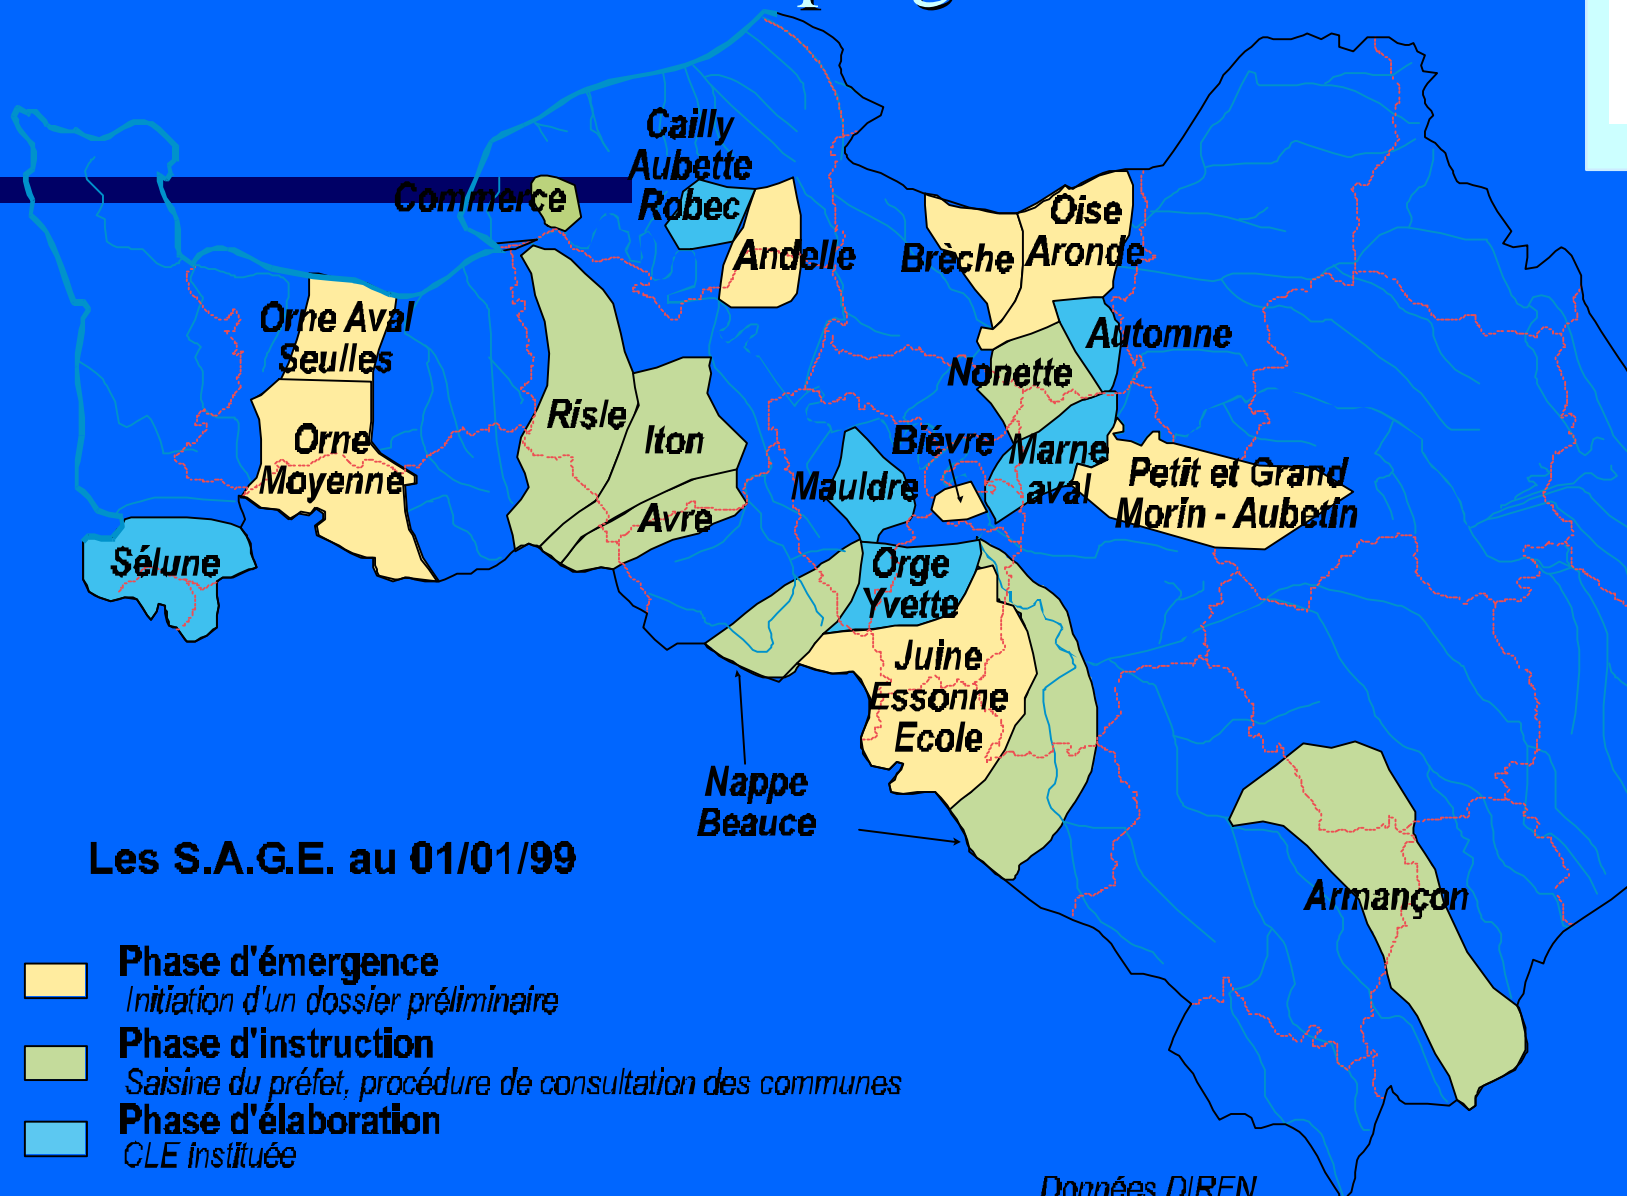 Cailly
Aubette
Robec
Commerce
Andelle
Brèche
Oise
Aronde
Automne
Nonette
Orne Aval
Seulles
Orne
Moyenne
Risle
Iton
Avre
Biévre
Marne
aval
Mauldre
Petit et Grand
Morin - Aubetin
Sélune
Orge
Yvette
Juine
Essonne
Ecole
Nappe
Beauce
Armançon
Les S.A.G.E. au 01/01/99
Phase d'émergence
Initiation d'un dossier préliminaire
Phase d'instruction
Saisine du préfet, procédure de consultation des communes
Phase d'élaboration
CLE instituée
Données DIREN